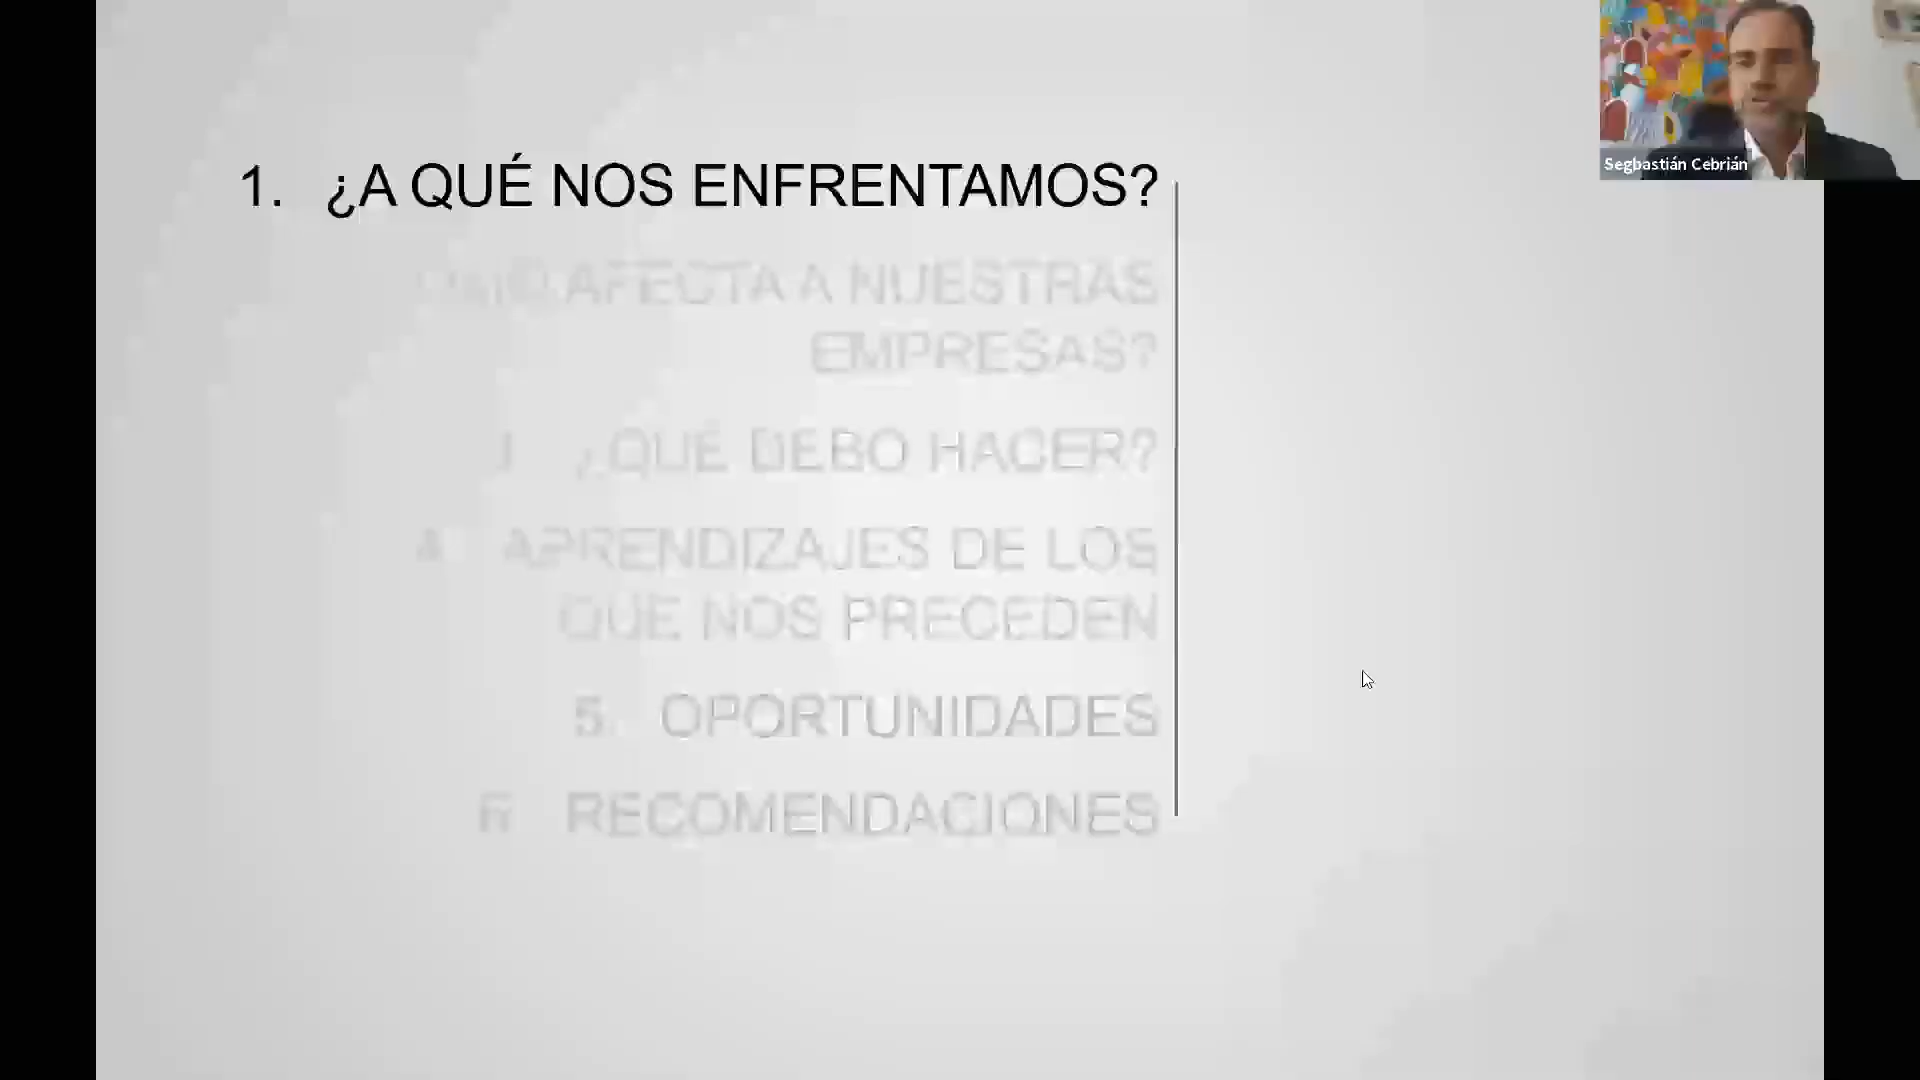 1. ¿A QUÉ NOS ENFRENTAMOS?
AFECTA A NUESTRAS
EMPRESAS?
¿QUÉ DEBO HACER?
4. APRENDIZAJES DE LOS
QUE NOS PRECEDEN
5. OPORTUNIDADES
RECOMENDACIONES
Segbastián Cebrián